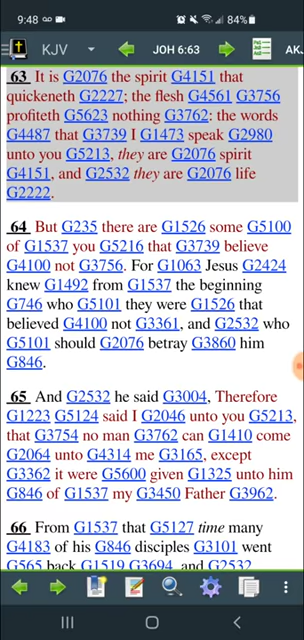 9:48
84%
KJV
JOH 6:63
AK
63 It is G2076 the spirit G4151 that
quickeneth G2227; the flesh G4561 G3756
profiteth G5623 nothing G3762: the words
G4487 that G3739 I G1473 speak G2980
unto you G5213, they are G2076 spirit
G4151, and G2532 they are G2076 life
G2222.
64 But G235 there are G1526 some G5100
of G1537 you G5216 that G3739 believe
G4100 not G3756. For G1063 Jesus G2424
knew G1492 from G1537 the beginning
G746 who G5101 they were G1526 that
believed G4100 not G3361, and G2532 who
G5101 should G2076 betray G3860 him
G846.
65 And G2532 he said G3004, Therefore
G1223 G5124 said I G2046 unto you G5213,
that G3754 no man G3762 can G1410 come
G2064 unto G4314 me G3165, except
G3362 it were G5600 given G1325 unto him
G846 of G1537 my G3450 Father G3962.
66 From G1537 that G5127 time many
G4183 of his G846 disciples G3101 went
G565 back G1519 G3694, and G2532